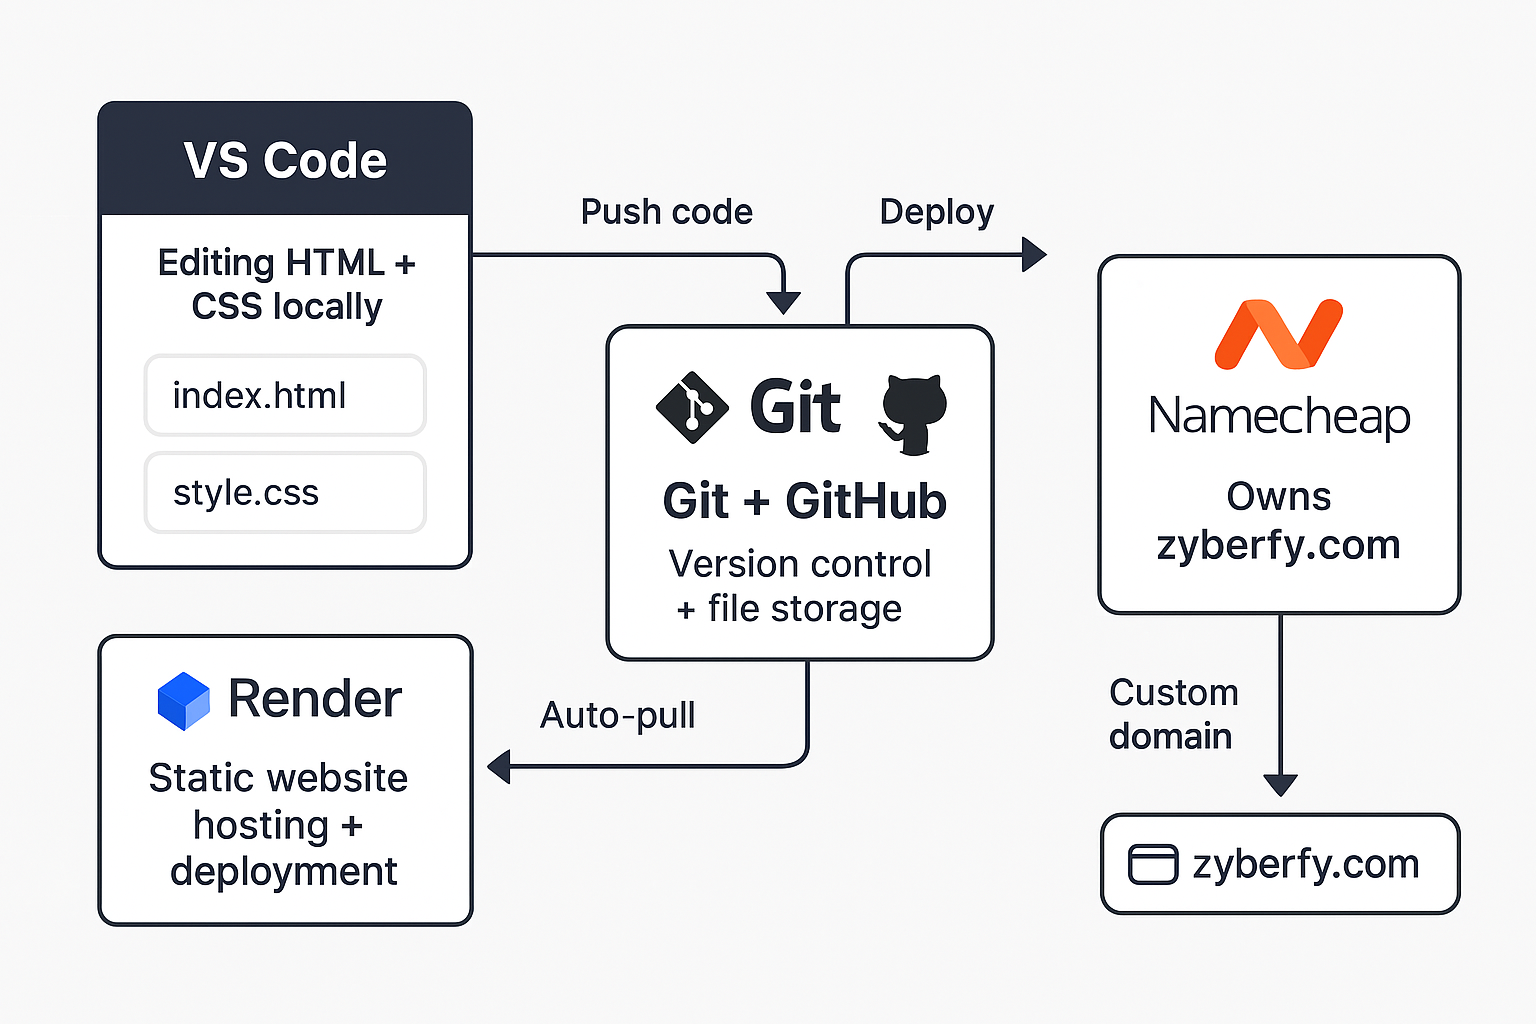 VS Code
Editing HTML +
CSS locally
index.html
style.css
Push code
Deploy
Git
Git + GitHub
Version control
+ file storage
Namecheap
Owns
zyberfy.com
Render
Static website
hosting +
deployment
Auto-pull
Custom
domain
zyberfy.com